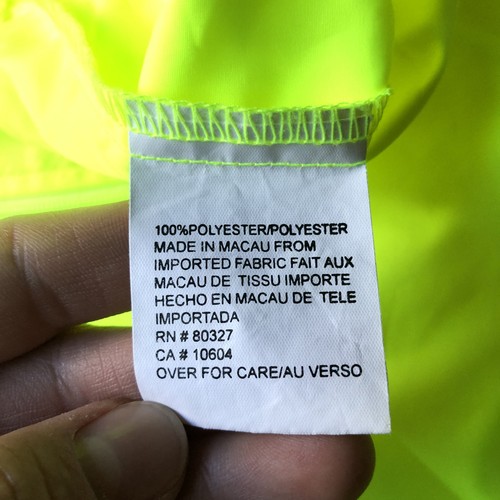 100%POLYESTER/POLYESTER
MADE IN MACAU FROM
IMPORTED FABRIC FAIT AUX
MACAU DE TISSU IMPORTE
HECHO EN MACAU DE TELE
IMPORTADA
RN # 80327
CA # 10604
OVER FOR CARE/AU VERSO